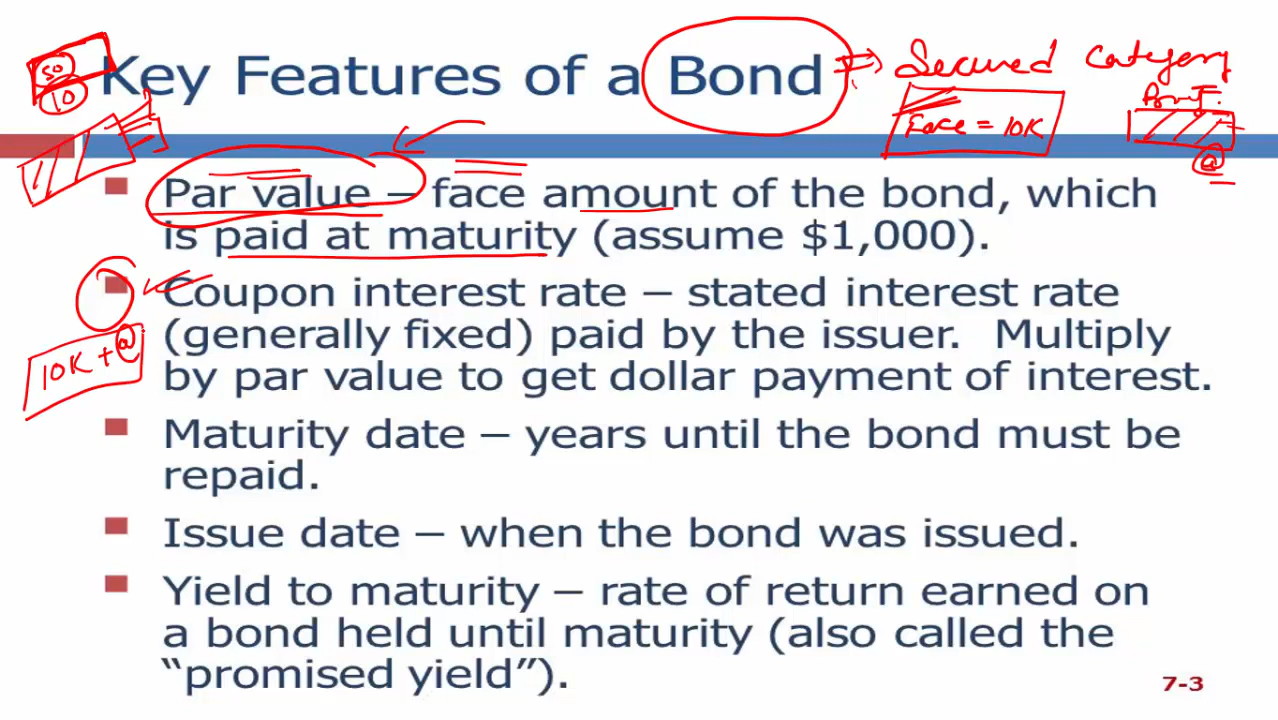 50
10
Key Features of a Bond
Secured Category
Face = 10K
@
Par value – face amount of the bond, which
is paid at maturity (assume $1,000).
Coupon interest rate – stated interest rate
(generally fixed) paid by the issuer. Multiply
by par value to get dollar payment of interest.
10K + @
Maturity date – years until the bond must be
repaid.
Issue date – when the bond was issued.
Yield to maturity – rate of return earned on
a bond held until maturity (also called the
“promised yield”).
7-3